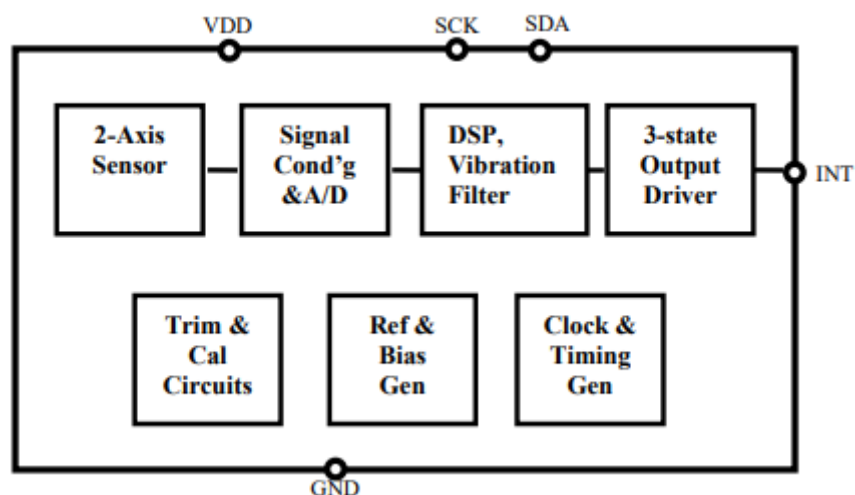 VDD
SCK
SDA
2-Axis
Sensor
Signal
Cond'g
&A/D
DSP,
Vibration
Filter
3-state
Output
Driver
INT
Trim &
Cal
Circuits
Ref &
Bias
Gen
Clock &
Timing
Gen
GND